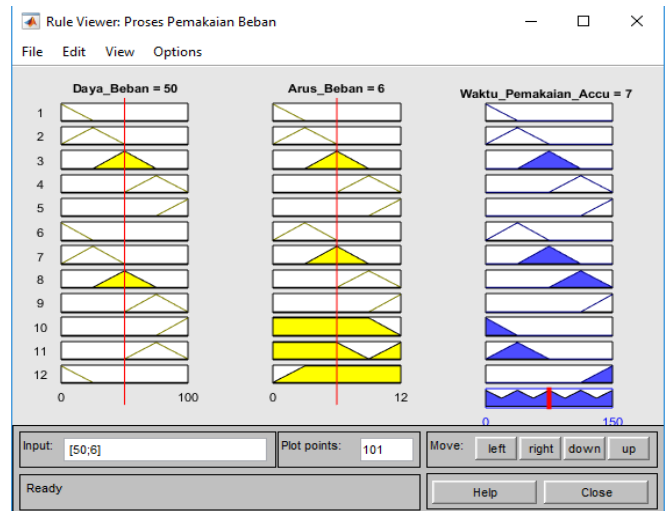 Rule Viewer: Proses Pemakaian Beban
File Edit View Options
Daya_Beban = 50 Arus_Beban = 6 Waktu_Pemakaian_Accu = 7
1
2
3
4
5
6
7
8
9
10
11
12
0 100 0 12
0 150
Input: [50;6] Plot points: 101 Move: left right down up
Ready Help Close